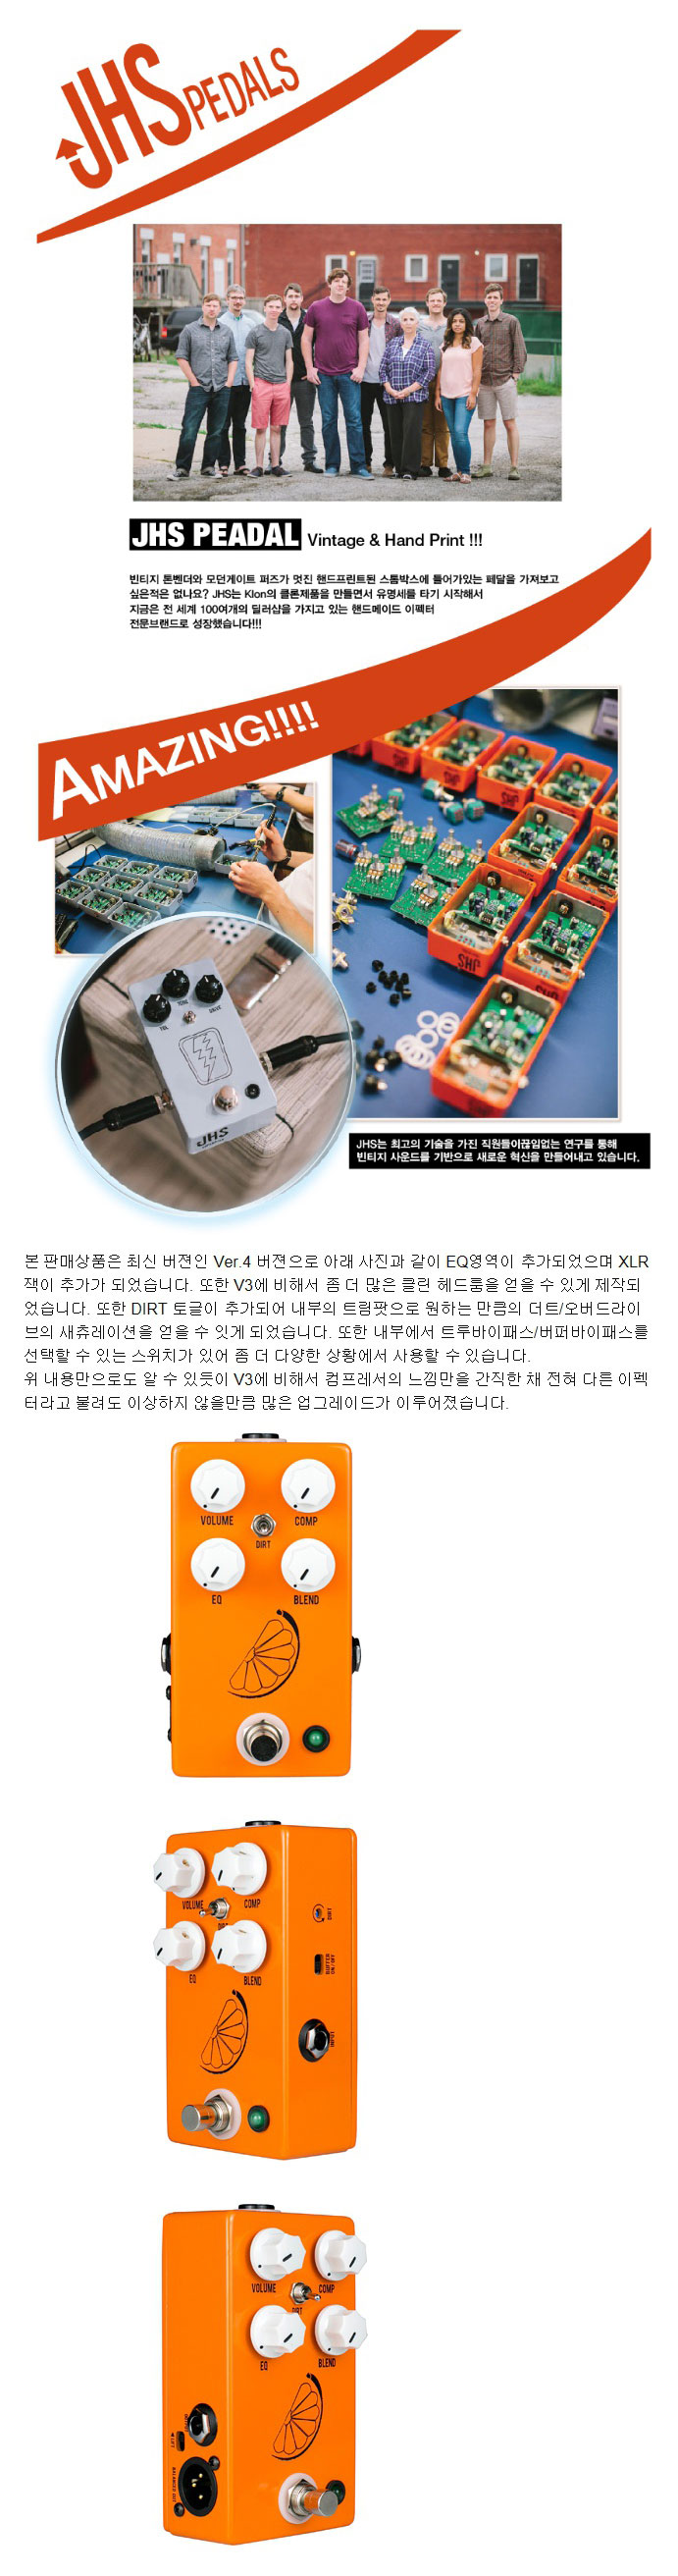 JHS PEDALS
JHS PEADAL Vintage & Hand Print !!!
빈티지 톤벤더와 모던게이트 퍼즈가 멋진 핸드프린트된 스톰박스에 들어가있는 페달을 가져보고
싶은적은 없나요? JHS는 Klon의 클론제품을 만들면서 유명세를 타기 시작해서
지금은 전 세계 100여개의 딜러샵을 가지고 있는 핸드메이드 이펙터
전문브랜드로 성장했습니다!!!
AMAZING!!!!
VOL
TONE
DRIVE
JHS
JHS
JHS
JHS는 최고의 기술을 가진 직원들이끊임없는 연구를 통해
빈티지 사운드를 기반으로 새로운 혁신을 만들어내고 있습니다.
본 판매상품은 최신 버젼인 Ver.4 버젼으로 아래 사진과 같이 EQ영역이 추가되었으며 XLR
잭이 추가가 되었습니다. 또한 V3에 비해서 좀 더 많은 클린 헤드룸을 얻을 수 있게 제작되
었습니다. 또한 DIRT 토글이 추가되어 내부의 트림팟으로 원하는 만큼의 더트/오버드라이
브의 새츄레이션을 얻을 수 잇게 되었습니다. 또한 내부에서 트루바이패스/버퍼바이패스를
선택할 수 있는 스위치가 있어 좀 더 다양한 상황에서 사용할 수 있습니다.
위 내용만으로도 알 수 있듯이 V3에 비해서 컴프레서의 느낌만을 간직한 채 전혀 다른 이펙
터라고 불려도 이상하지 않을만큼 많은 업그레이드가 이루어졌습니다.
VOLUME
COMP
DIRT
EQ
BLEND
VOLUME
COMP
DIRT
EQ
BLEND
DIRT
BUFFER
ON/OFF
INPUT
VOLUME
COMP
DIRT
EQ
BLEND
OUTPUT
LIFT
BALANCED OUT